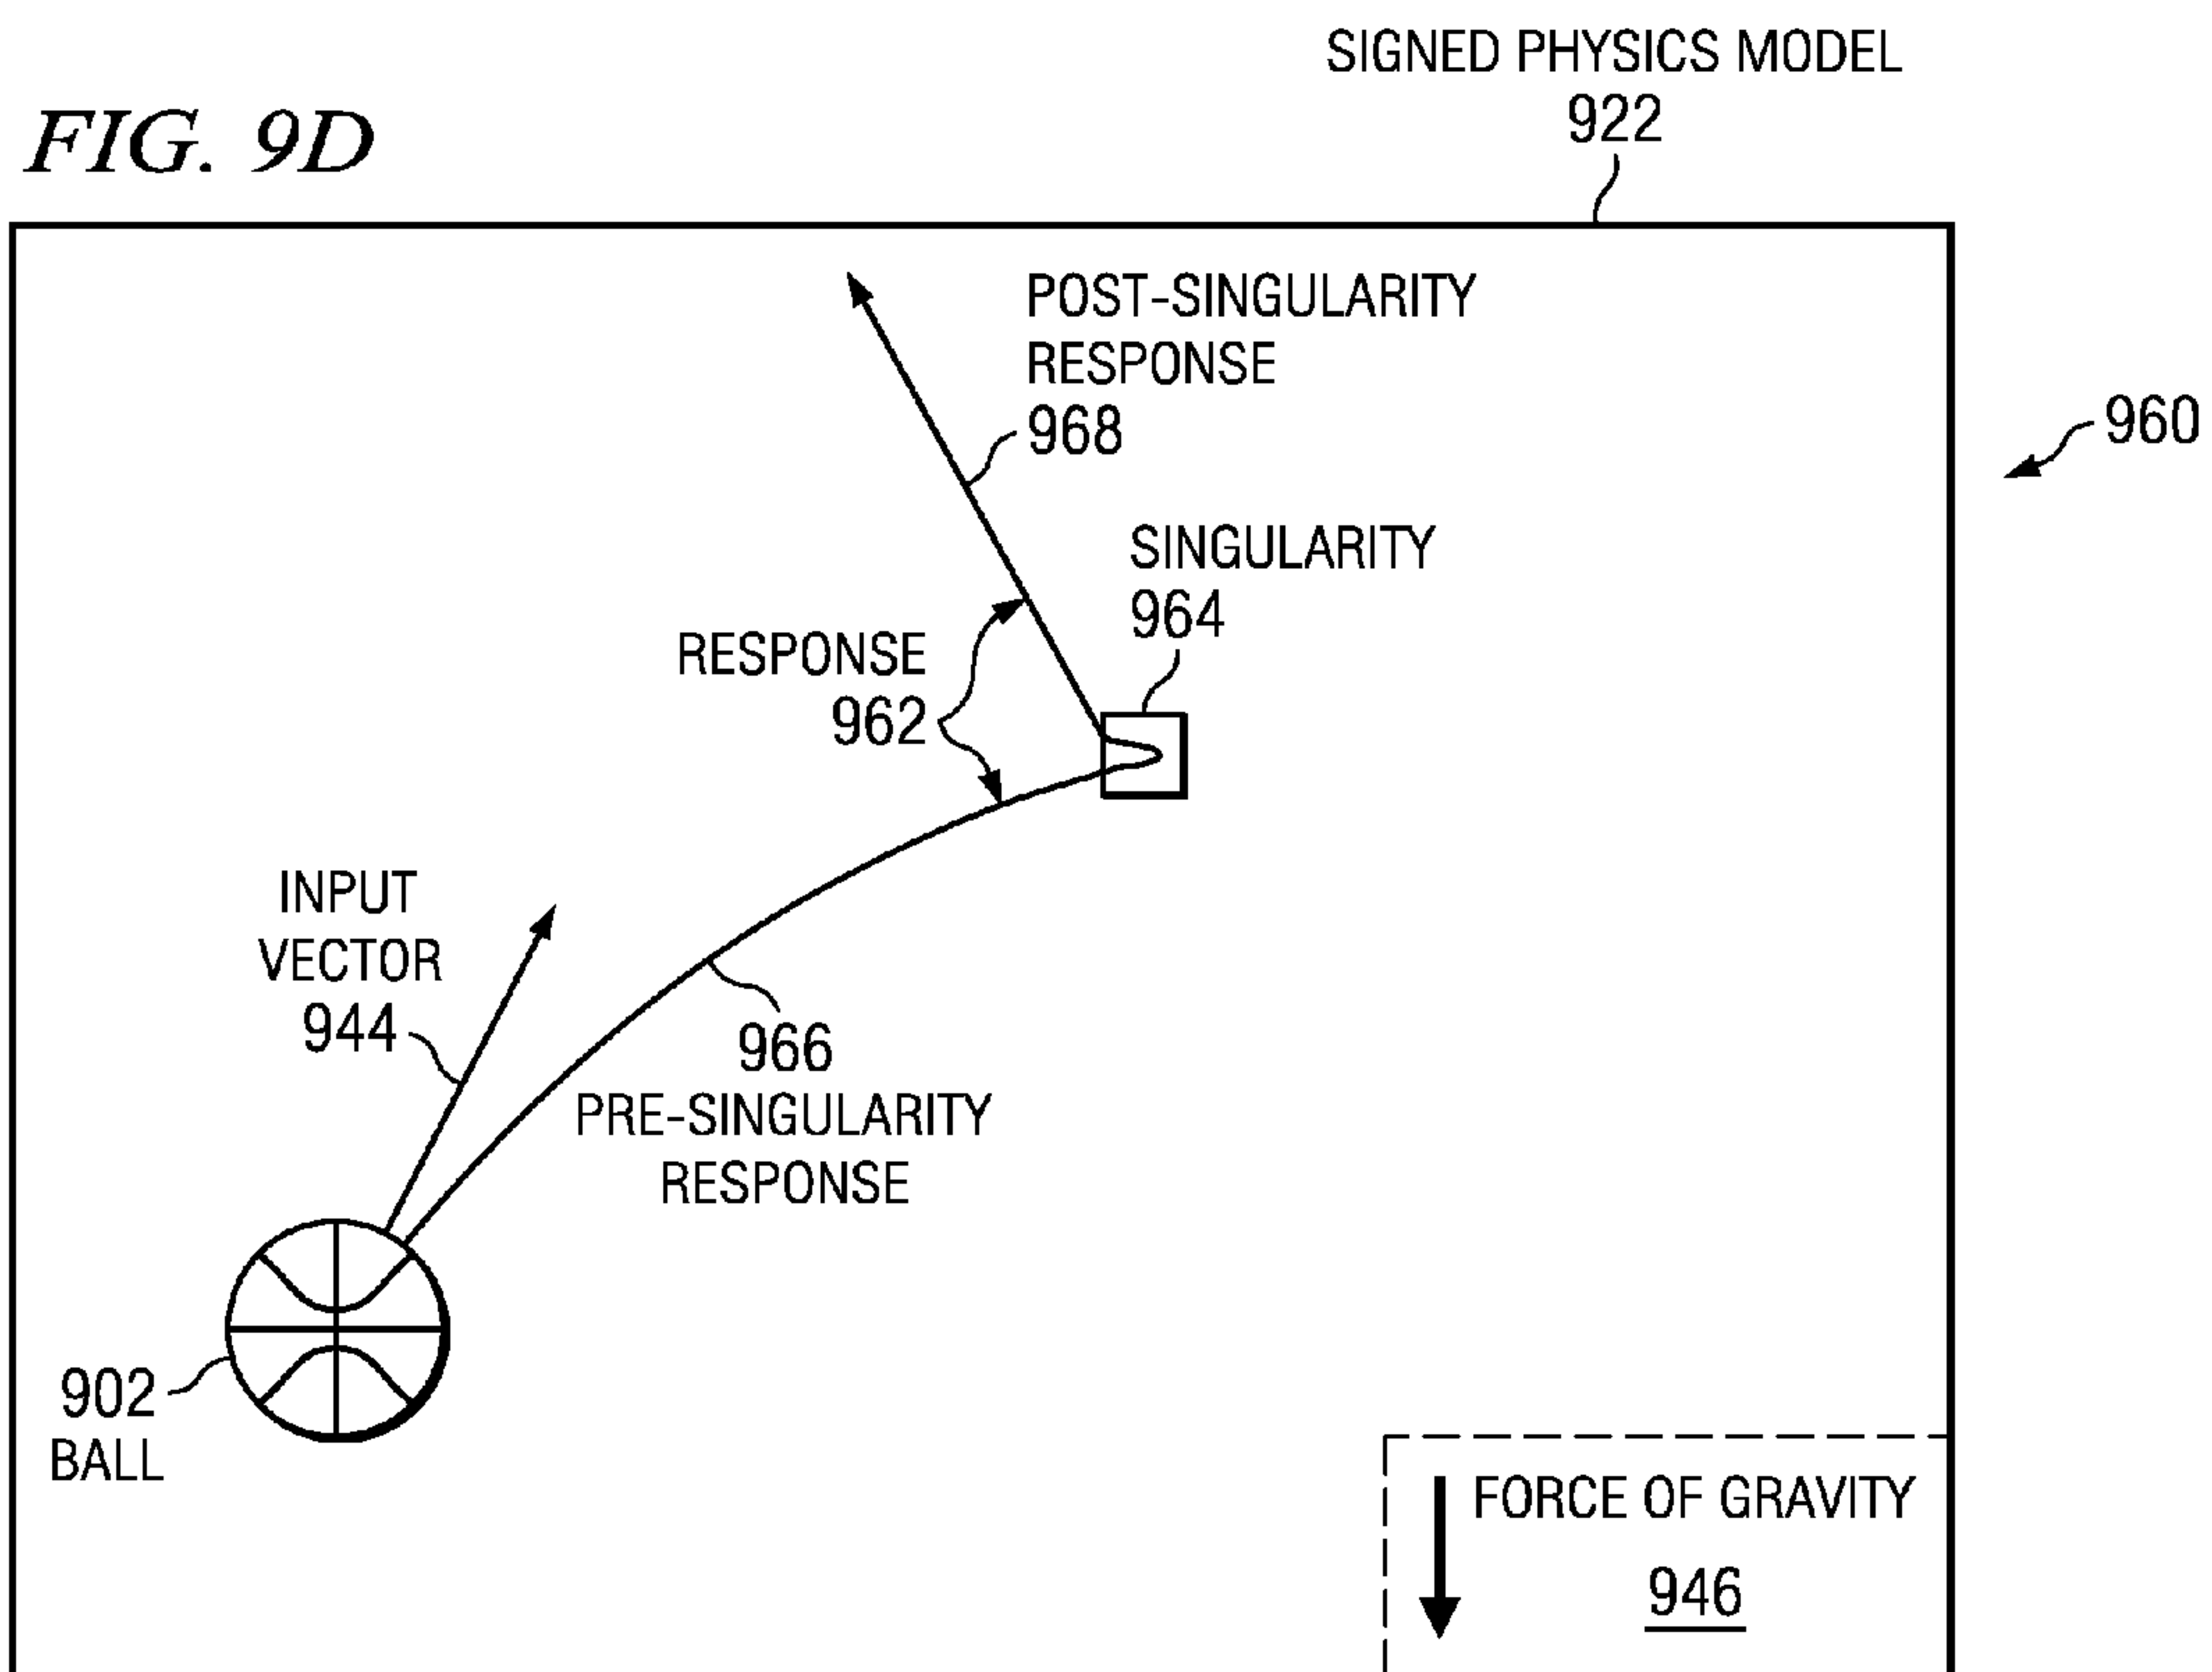 FIG. 9D
SIGNED PHYSICS MODEL
922
POST-SINGULARITY
RESPONSE
968
960
SINGULARITY
964
RESPONSE
962
INPUT
VECTOR
944
966
PRE-SINGULARITY
RESPONSE
902
BALL
FORCE OF GRAVITY
946